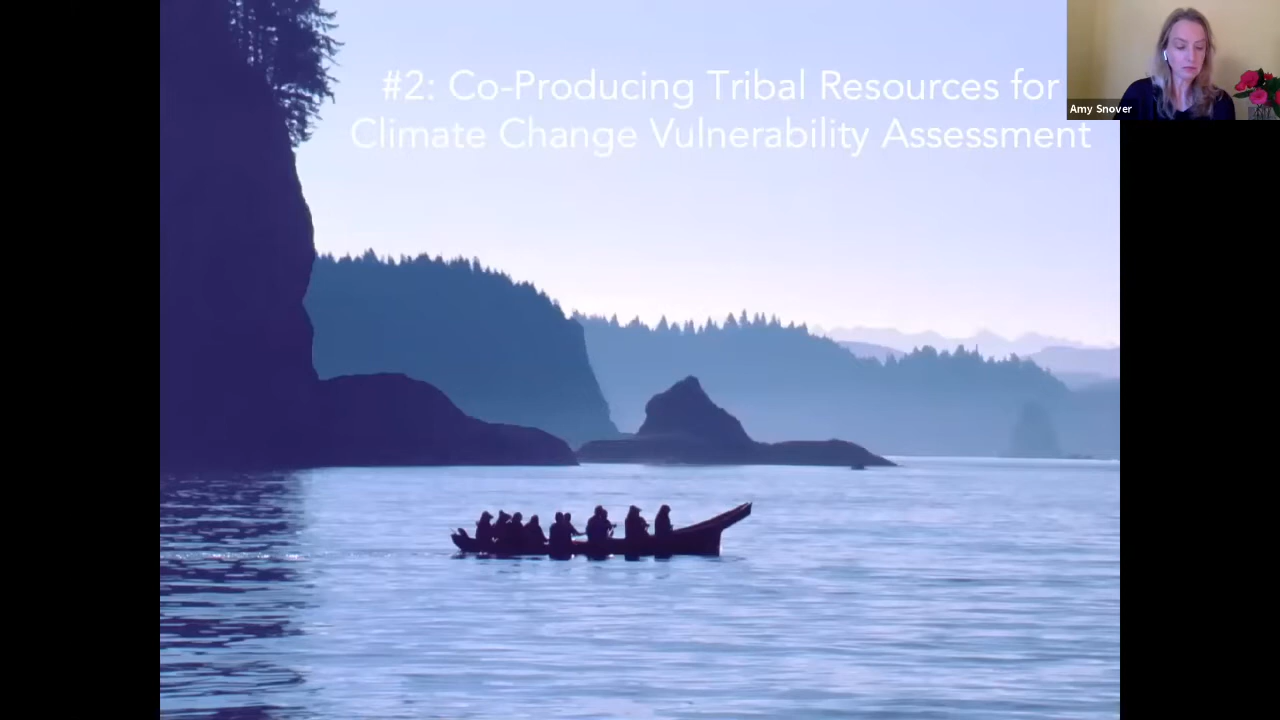 #2: Co-Producing Tribal Resources for
Climate Change Vulnerability Assessment
Amy Snover